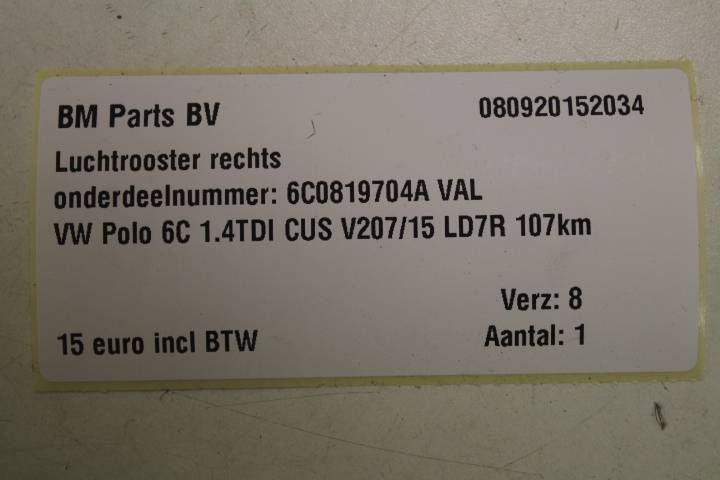 BM Parts BV 080920152034
Luchtrooster rechts
onderdeelnummer: 6C0819704A VAL
VW Polo 6C 1.4TDI CUS V207/15 LD7R 107km
Verz: 8
15 euro incl BTW Aantal: 1